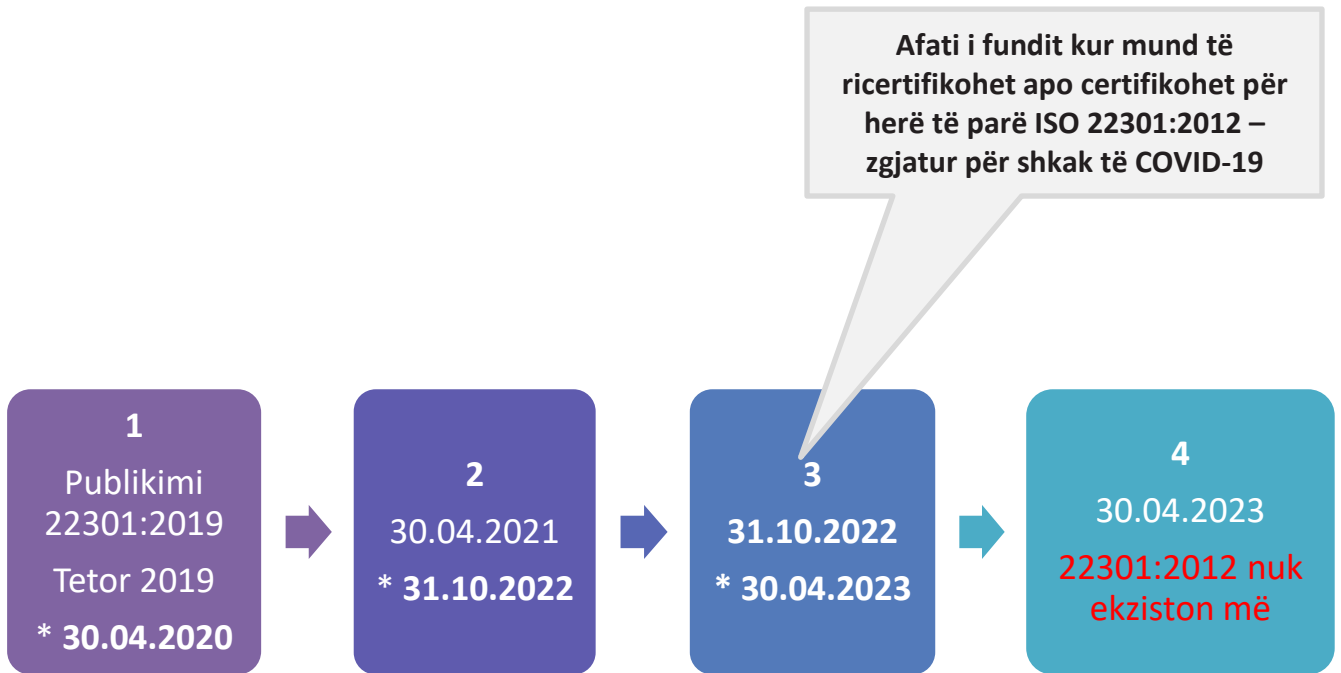 Afati i fundit kur mund të
ricertifikohet apo certifikohet për
herë të parë ISO 22301:2012 –
zgjatur për shkak të COVID-19
1
Publikimi
22301:2019
Tetor 2019
* 30.04.2020
2
30.04.2021
* 31.10.2022
3
31.10.2022
* 30.04.2023
4
30.04.2023
22301:2012 nuk
ekziston më